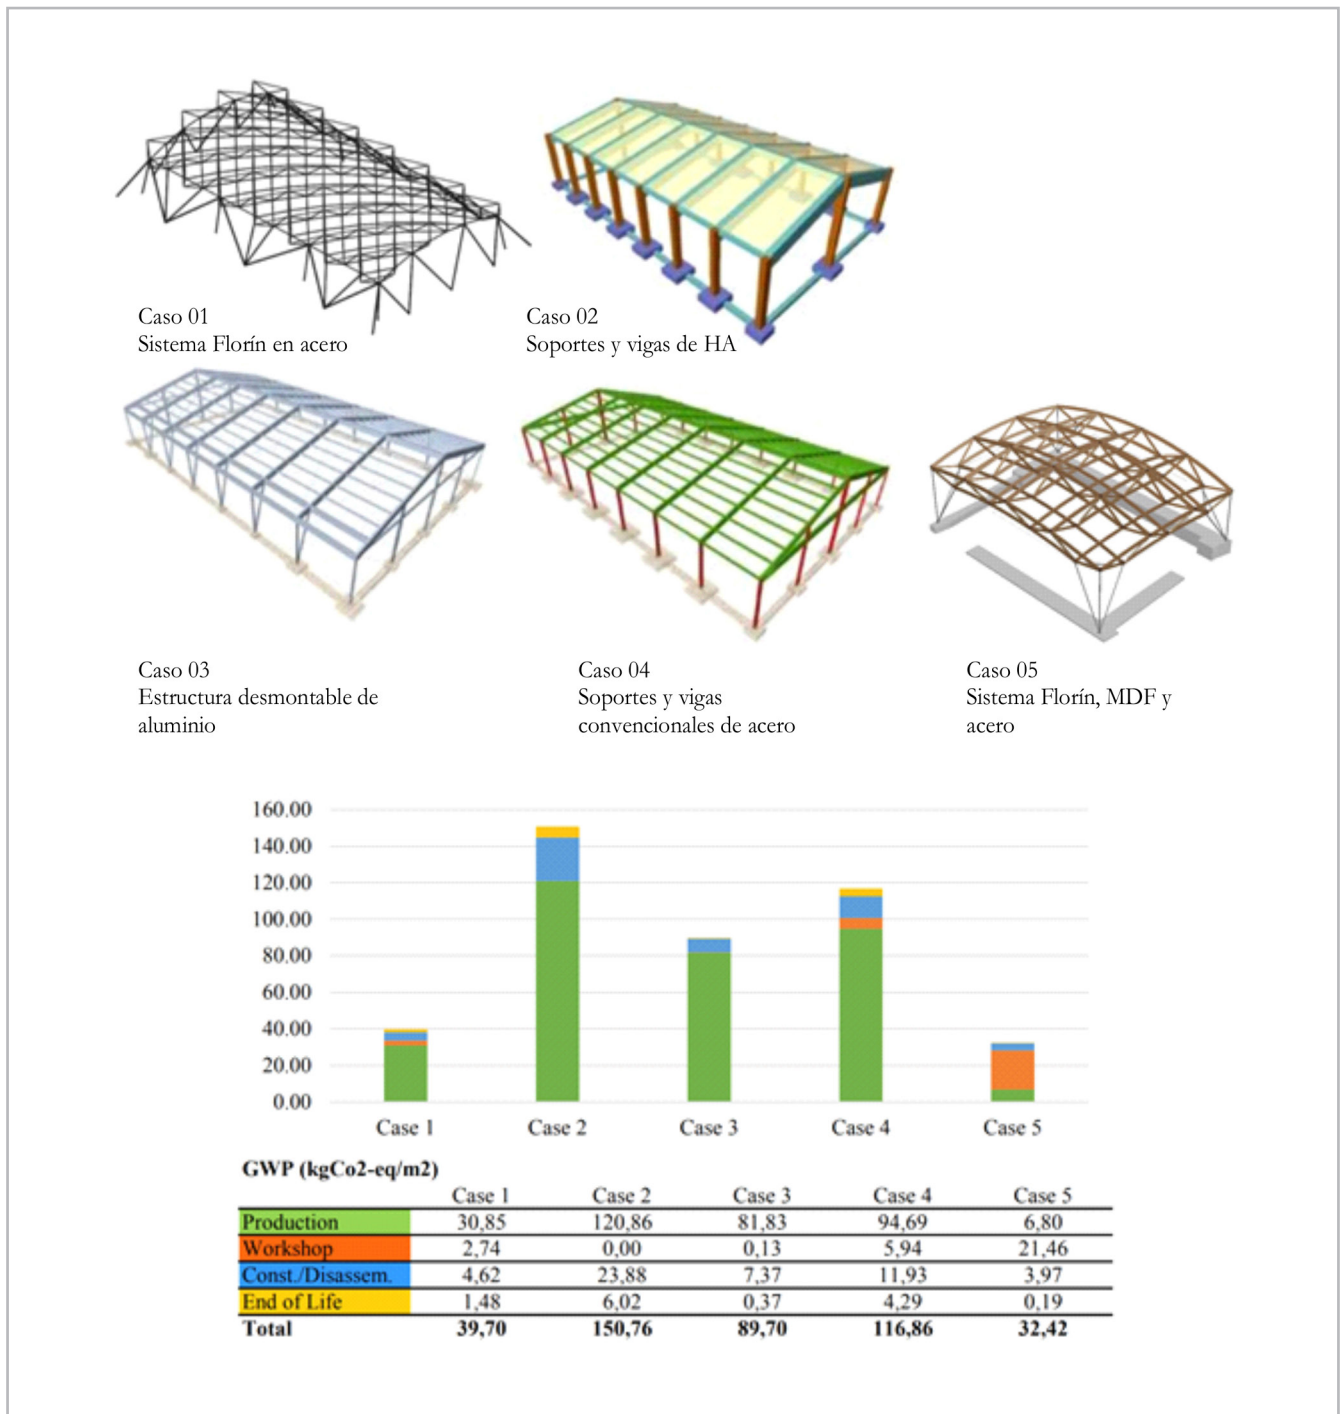 Caso 01
Sistema Florín en acero
Caso 02
Soportes y vigas de HA
Caso 03
Estructura desmontable de
aluminio
Caso 04
Soportes y vigas
convencionales de acero
Caso 05
Sistema Florín, MDF y
acero
160.00
140.00
120.00
100.00
80.00
60.00
40.00
20.00
0.00
Case 1 Case 2 Case 3 Case 4 Case 5
GWP (kgCo2-eq/m2)
Case 1 Case 2 Case 3 Case 4 Case 5
Production 30,85 120,86 81,83 94,69 6,80
Workshop 2,74 0,00 0,13 5,94 21,46
Const./Disassem. 4,62 23,88 7,37 11,93 3,97
End of Life 1,48 6,02 0,37 4,29 0,19
Total 39,70 150,76 89,70 116,86 32,42